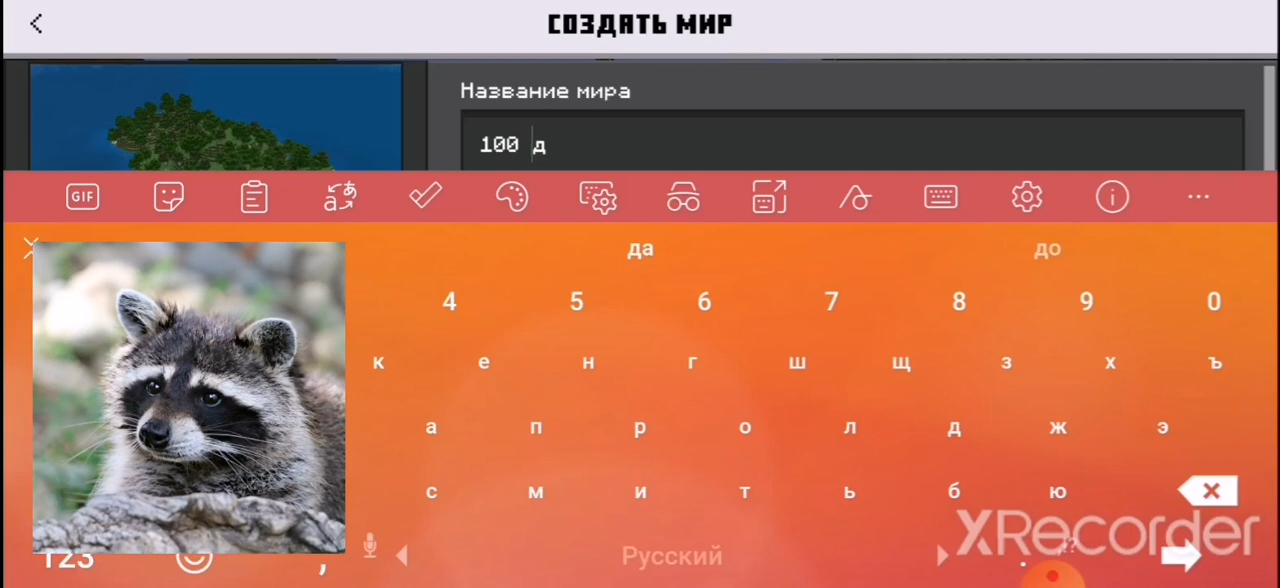 СОЗДАТЬ МИР
Название мира
100 д
GIF
да до
4 5 6 7 8 9 0
к е н г ш щ з х ъ
а п р о л д ж э
с м и т ь б ю
XRecorder
123 , Русский . ,!?